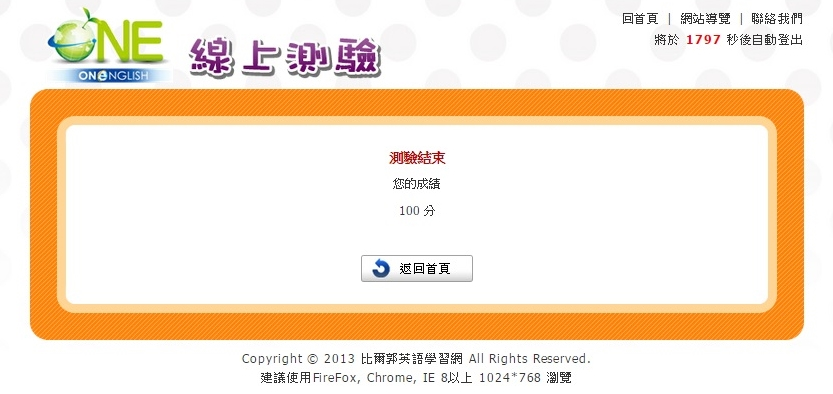 ONE
ONENGLISH
線上測驗
回首頁 | 網站導覽 | 聯絡我們
將於 1797 秒後自動登出
測驗結束
您的成績
100 分
返回首頁
Copyright © 2013 比爾郭英語學習網 All Rights Reserved.
建議使用FireFox, Chrome, IE 8以上 1024*768 瀏覽